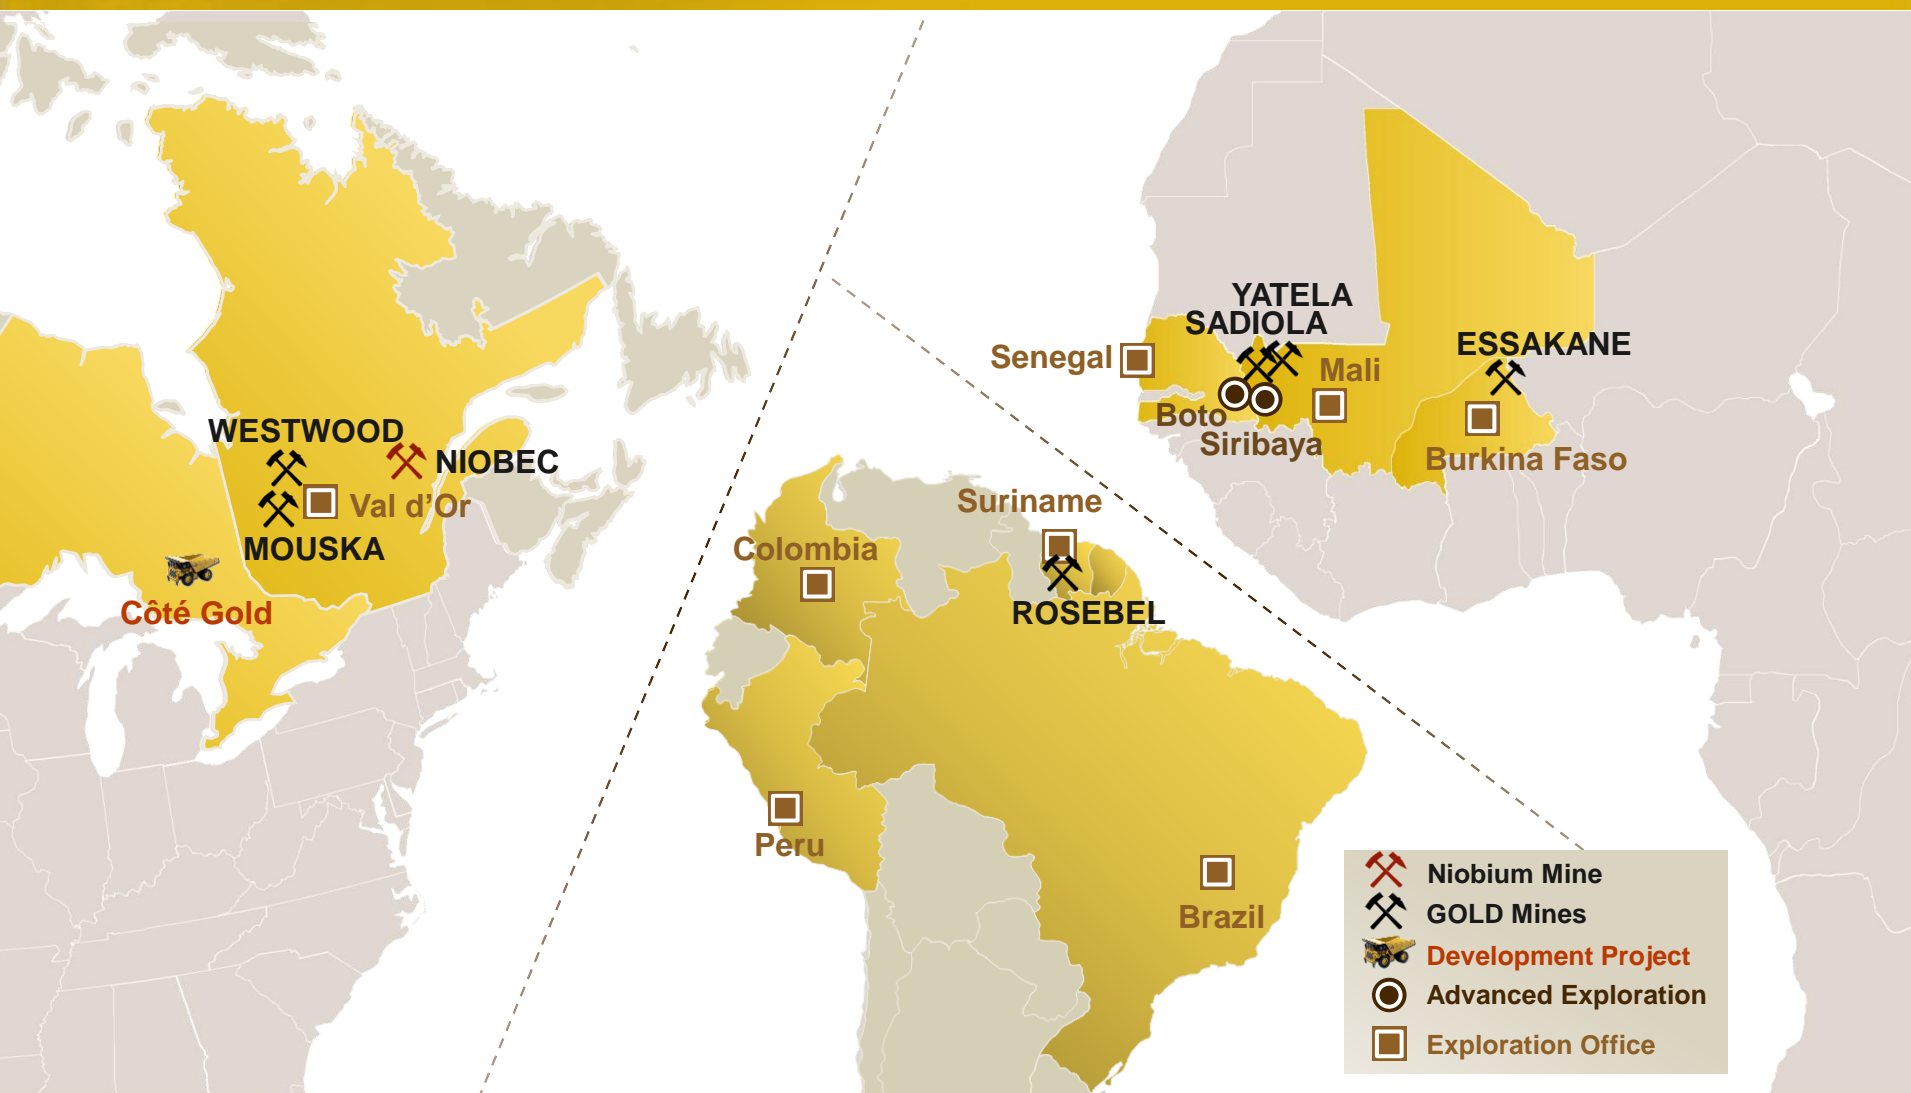 WESTWOOD
NIOBEC
Val d’Or
MOUSKA
Côté Gold
Suriname
Colombia
ROSEBEL
Peru
Brazil
YATELA
SADIOLA
ESSAKANE
Senegal
Mali
Boto
Siribaya
Burkina Faso
Niobium Mine
GOLD Mines
Development Project
Advanced Exploration
Exploration Office